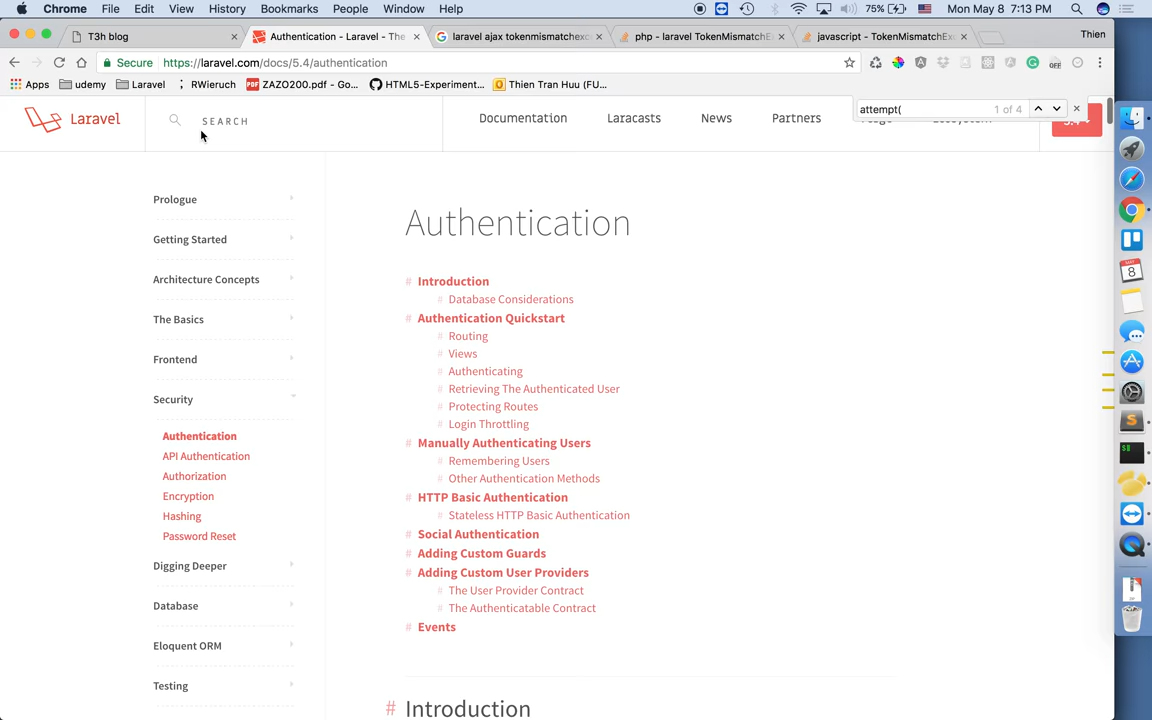 Chrome File Edit View History Bookmarks People Window Help 75% Mon May 8 7:13 PM
T3h blog
Authentication - Laravel - The
laravel ajax tokenmismatchexc
php - laravel TokenMismatchE
javascript - TokenMismatchEx
Thien
Secure https://laravel.com/docs/5.4/authentication
Apps udemy Laravel RWieruch ZAZO200.pdf - Go... HTML5-Experiment... Thien Tran Huu (FU...
attempt( 1 of 4
Laravel SEARCH Documentation Laracasts News Partners
Prologue
Getting Started
Architecture Concepts
The Basics
Frontend
Security
Authentication
API Authentication
Authorization
Encryption
Hashing
Password Reset
Digging Deeper
Database
Eloquent ORM
Testing
Authentication
# Introduction
# Database Considerations
# Authentication Quickstart
# Routing
# Views
# Authenticating
# Retrieving The Authenticated User
# Protecting Routes
# Login Throttling
# Manually Authenticating Users
# Remembering Users
# Other Authentication Methods
# HTTP Basic Authentication
# Stateless HTTP Basic Authentication
# Social Authentication
# Adding Custom Guards
# Adding Custom User Providers
# The User Provider Contract
# The Authenticatable Contract
# Events
# Introduction